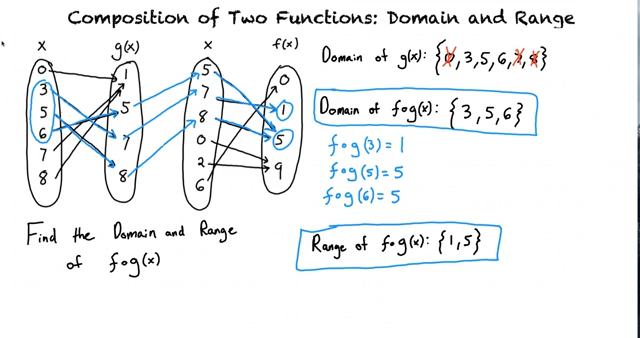 Composition of Two Functions: Domain and Range
x g(x) x f(x)
0
3
5
6
7
8
1
5
7
8
5
7
8
0
2
6
0
1
5
9
Domain of g(x): {0, 3, 5, 6, 7, 8}
Domain of f∘g(x): {3, 5, 6}
f∘g(3) = 1
f∘g(5) = 5
f∘g(6) = 5
Find the Domain and Range
of f∘g(x)
Range of f∘g(x): {1, 5}